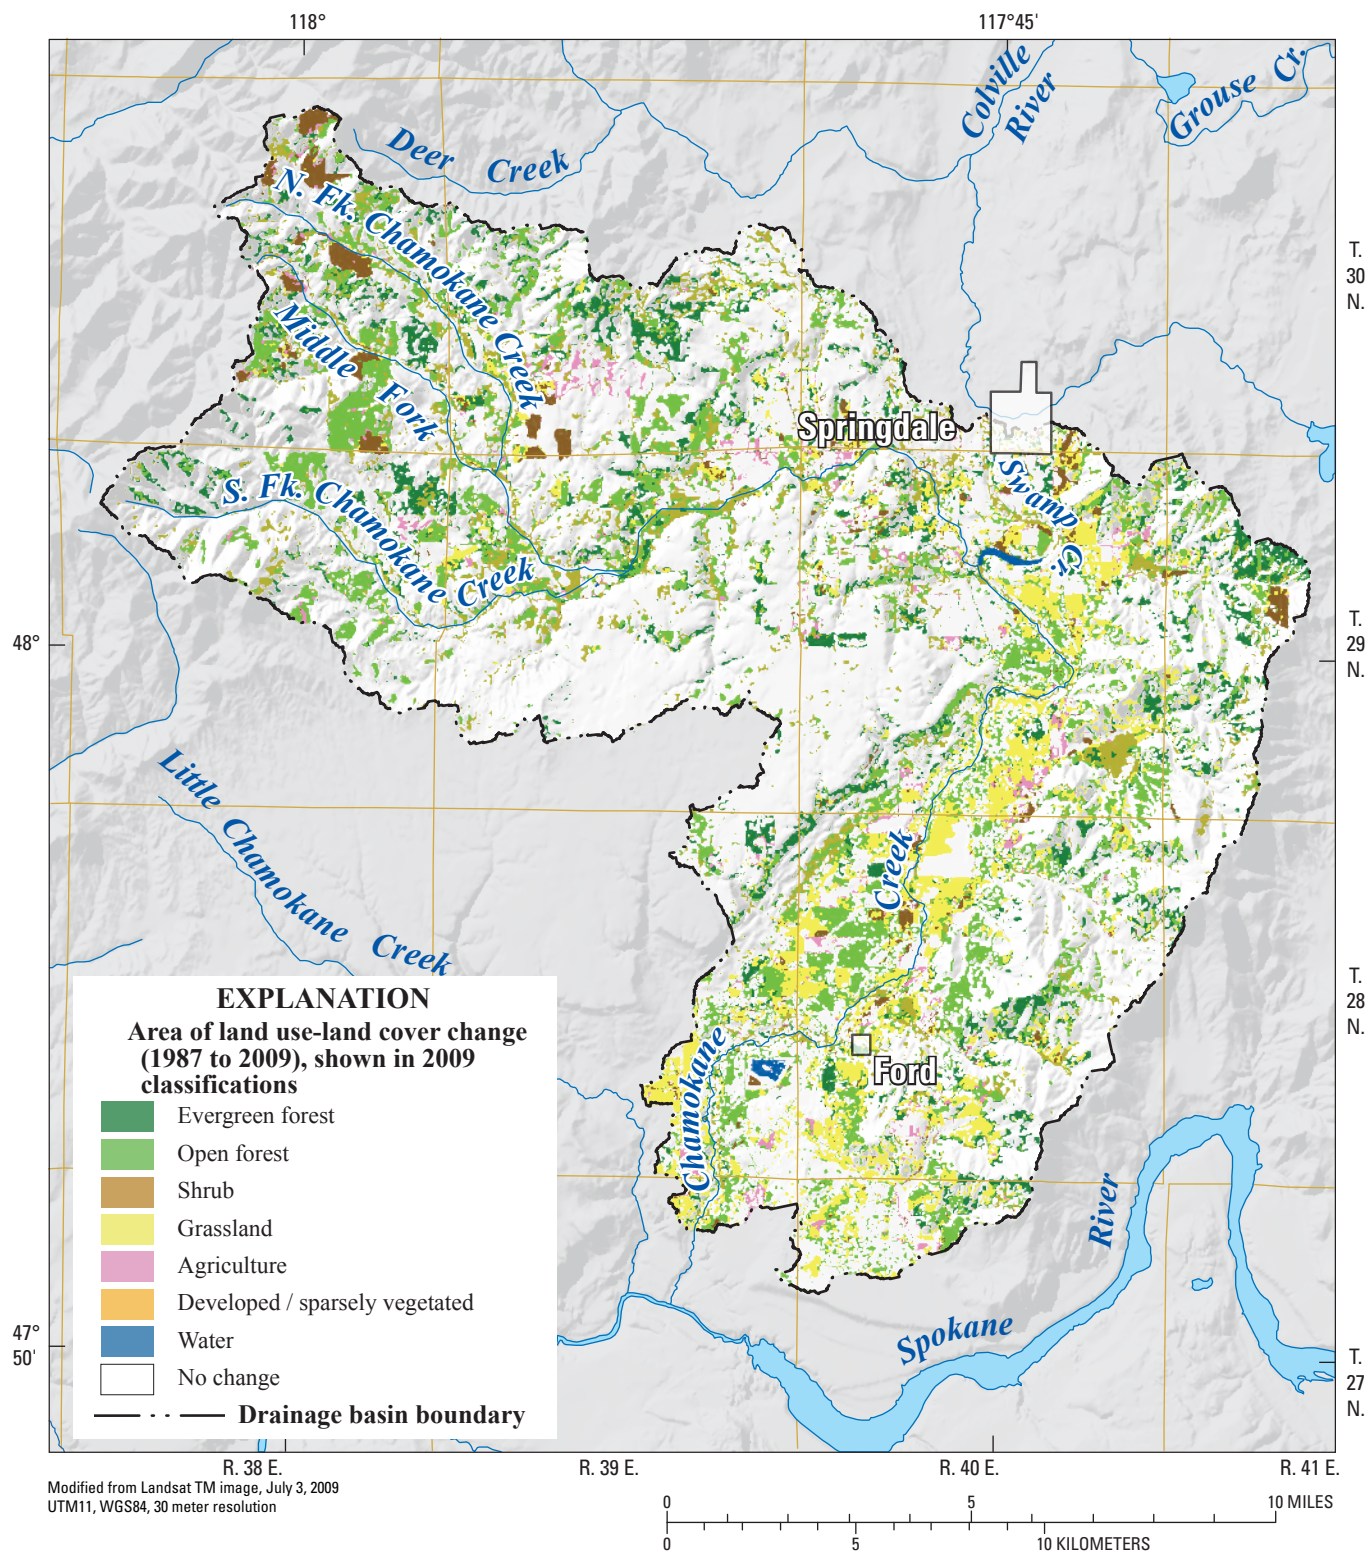 118°
117°45'
Colville
River
Grouse Cr.
Deer Creek
N. Fk. Chamokane Creek
T.
30
N.
Middle Fork
Springdale
Swamp Cr.
S. Fk. Chamokane Creek
48°
T.
29
N.
Little Chamokane Creek
Creek
T.
28
N.
EXPLANATION
Area of land use-land cover change
(1987 to 2009), shown in 2009
classifications
Evergreen forest
Open forest
Shrub
Grassland
Agriculture
Developed / sparsely vegetated
Water
No change
Drainage basin boundary
Chamokane
Ford
River
Spokane
47°
50'
T.
27
N.
R. 38 E.
R. 39 E.
R. 40 E.
R. 41 E.
Modified from Landsat TM image, July 3, 2009
UTM11, WGS84, 30 meter resolution
0 5 10 MILES
0 5 10 KILOMETERS